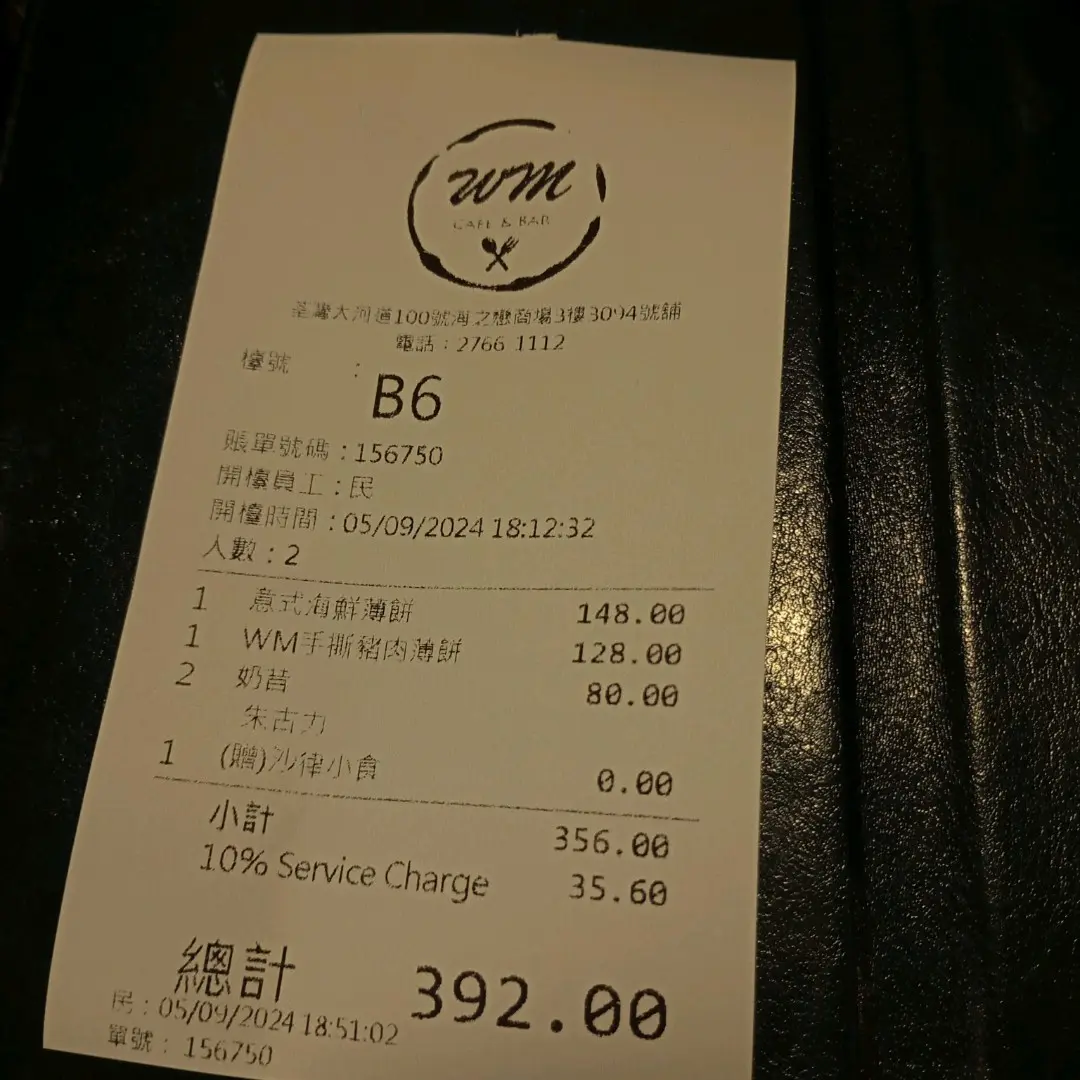 WM
CAFE & BAR
荃灣大河道100號海之戀商場3樓3094號舖
電話：2766 1112
檯號 :
B6
賬單號碼：156750
開檯員工：民
開檯時間：05/09/2024 18:12:32
人數：2
1 意式海鮮薄餅 148.00
1 WM手撕豬肉薄餅 128.00
2 奶昔 80.00
朱古力
1 (贈)沙律小食 0.00
小計 356.00
10% Service Charge 35.60
總計 392.00
民：05/09/2024 18:51:02
單號： 156750